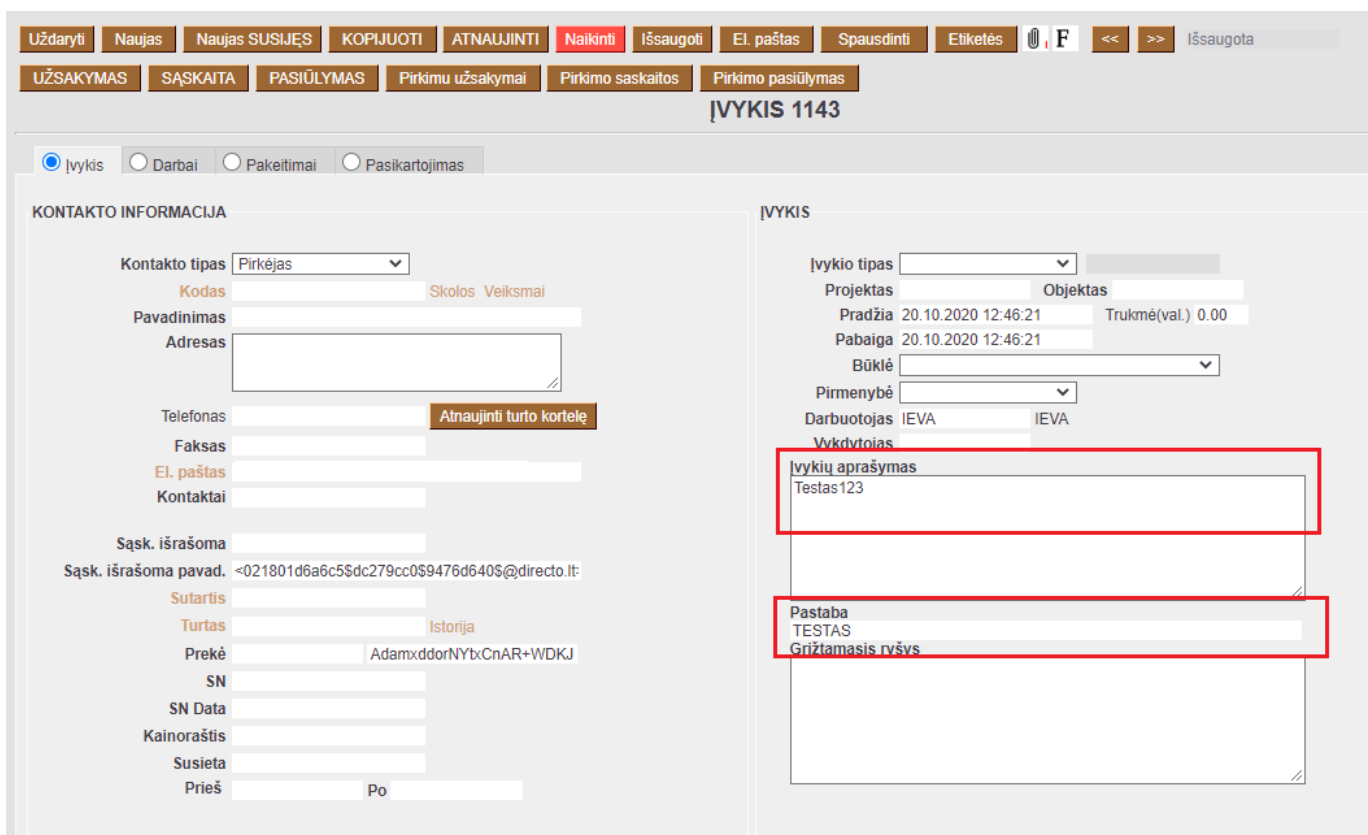 Uždaryti Naujas Naujas SUSIJĘS KOPIJUOTI ATNAUJINTI Naikinti Išsaugoti El. paštas Spausdinti Etiketės F << >> Išsaugota
UŽSAKYMAS SĄSKAITA PASIŪLYMAS Pirkimu užsakymai Pirkimo saskaitos Pirkimo pasiūlymas
ĮVYKIS 1143
Įvykis Darbai Pakeitimai Pasikartojimas
KONTAKTO INFORMACIJA
Kontakto tipas Pirkėjas
Kodas Skolos Veiksmai
Pavadinimas
Adresas
Telefonas Atnaujinti turto kortelę
Faksas
El. paštas
Kontaktai
Sąsk. išrašoma
Sąsk. išrašoma pavad. <021801d6a6c5$dc279cc0$9476d640$@directo.lt>
Sutartis
Turtas Istorija
Prekė AdamxddorNYtxCnAR+WDKJ
SN
SN Data
Kainoraštis
Susieta
Prieš Po
ĮVYKIS
Įvykio tipas
Projektas Objektas
Pradžia 20.10.2020 12:46:21 Trukmė(val.) 0.00
Pabaiga 20.10.2020 12:46:21
Būklė
Pirmenybė
Darbuotojas IEVA IEVA
Vykdytojas
Įvykių aprašymas
Testas123
Pastaba
TESTAS
Grįžtamasis ryšys